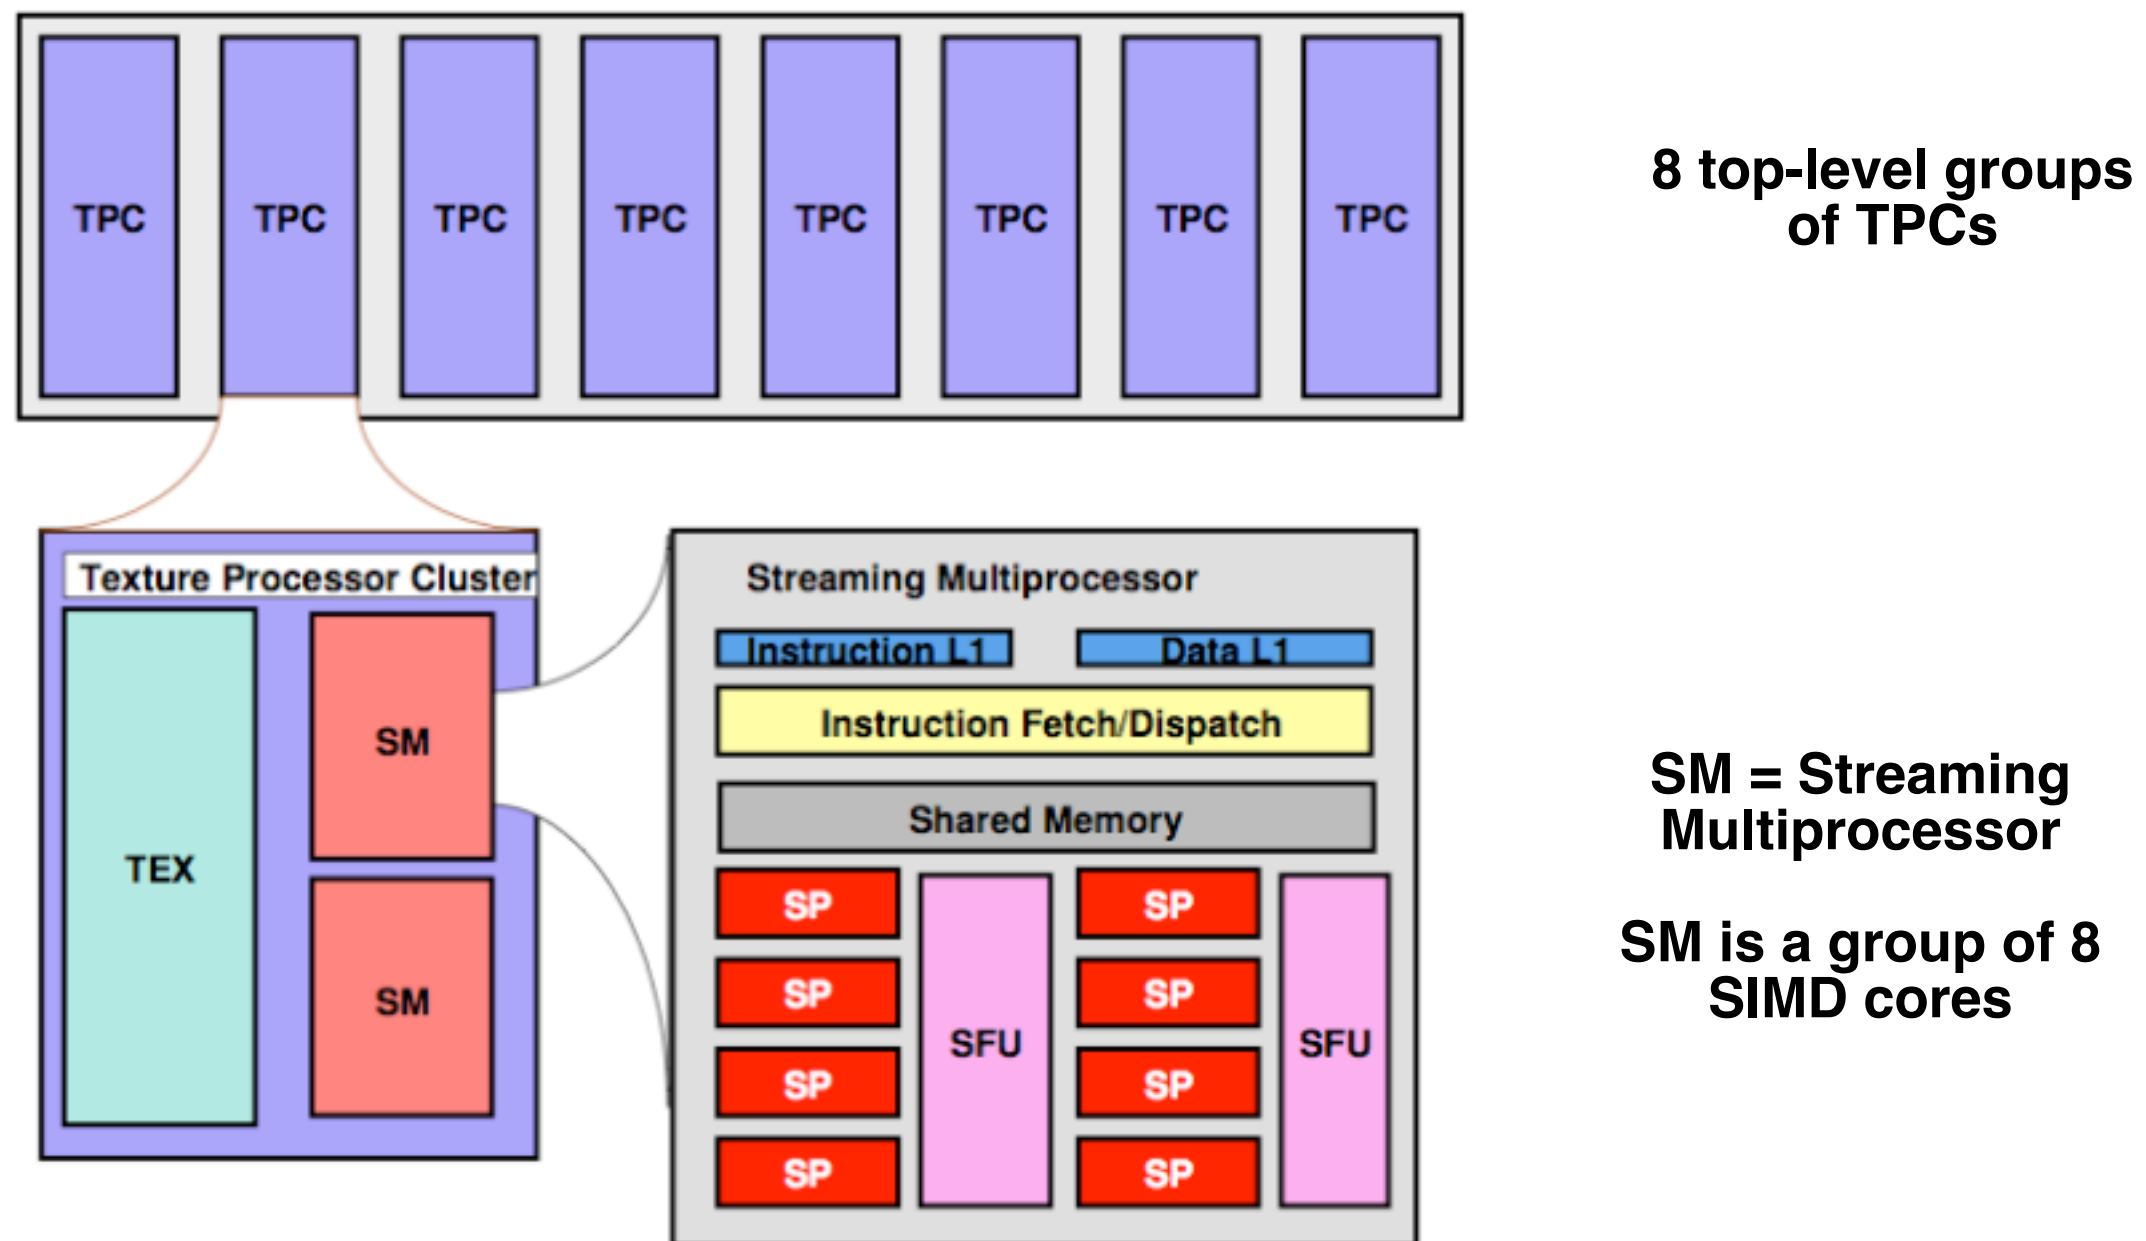 TPC
TPC
TPC
TPC
TPC
TPC
TPC
TPC
8 top-level groups
of TPCs
Texture Processor Cluster
TEX
SM
SM
Streaming Multiprocessor
Instruction L1
Data L1
Instruction Fetch/Dispatch
Shared Memory
SP
SP
SP
SP
SFU
SP
SP
SP
SP
SFU
SM = Streaming
Multiprocessor
SM is a group of 8
SIMD cores